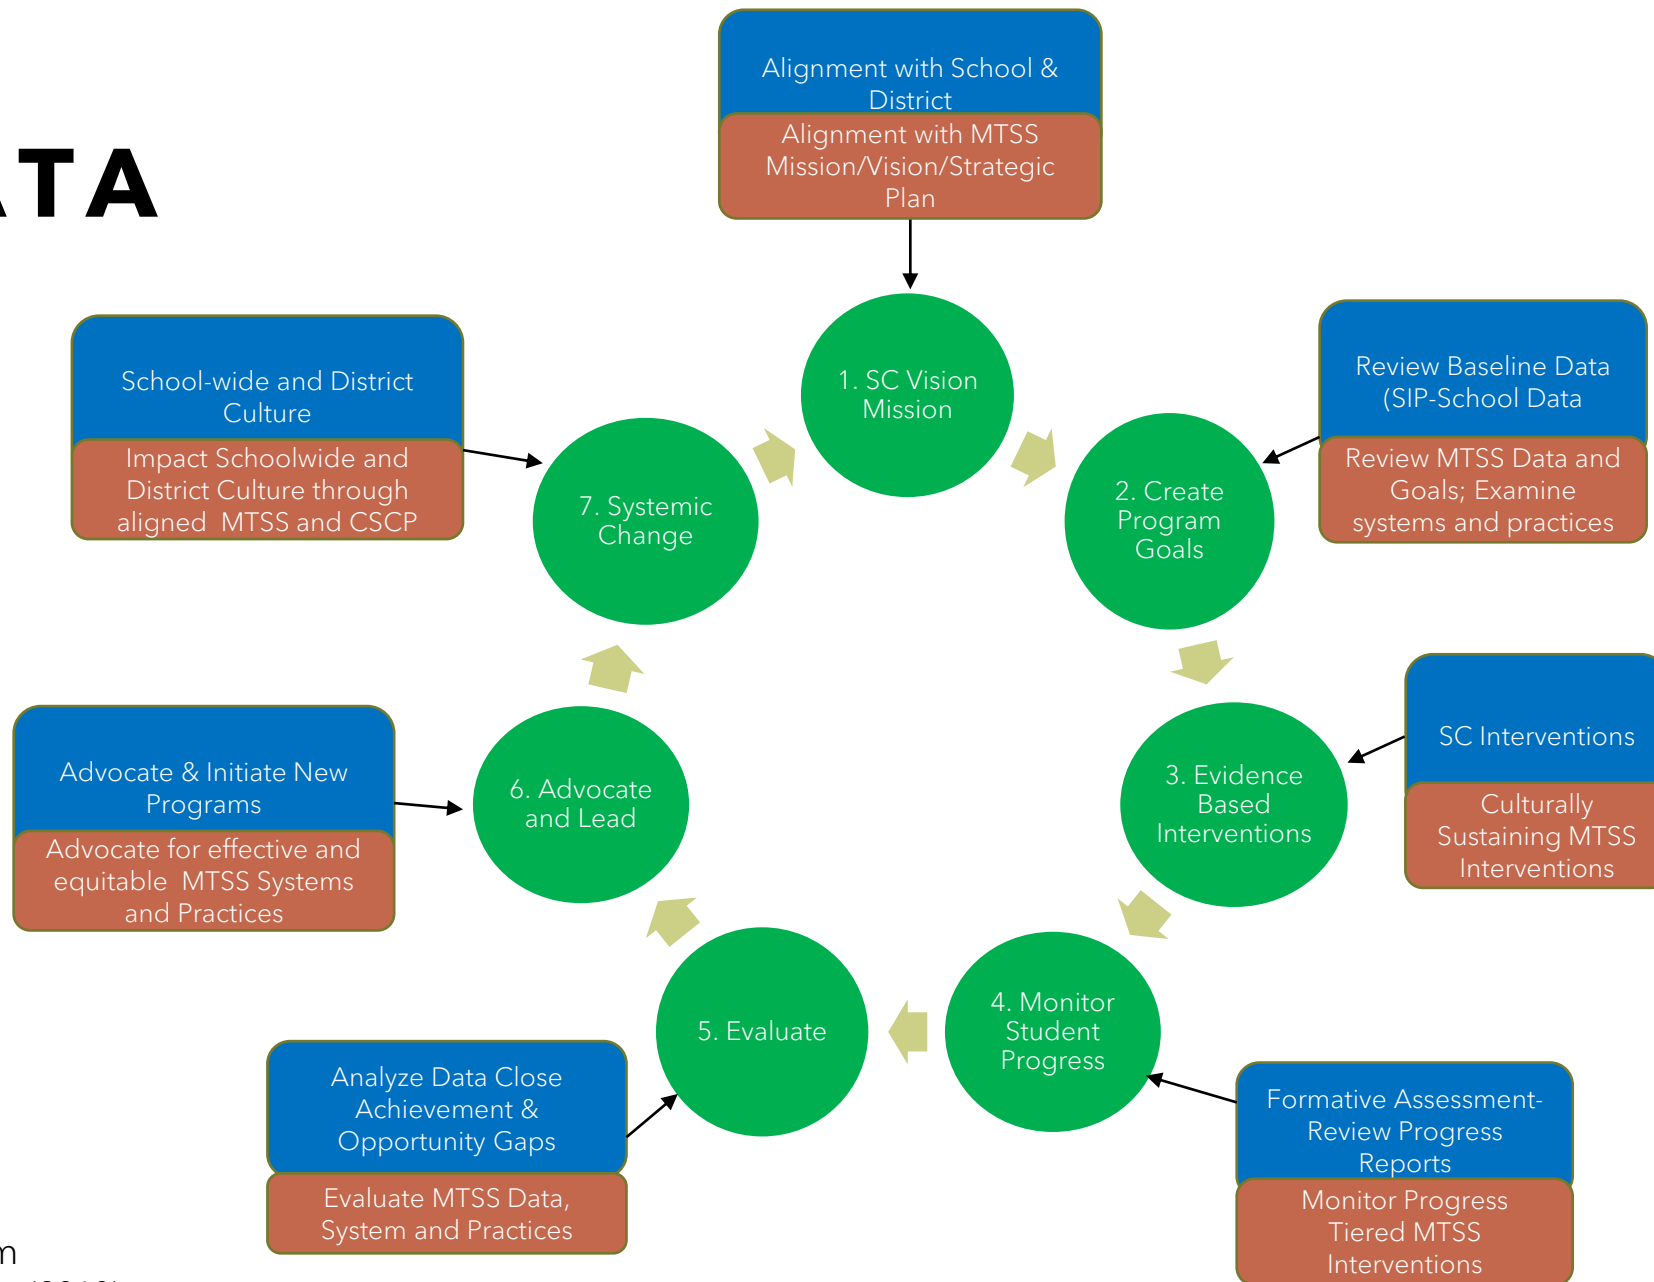 ATA
Alignment with School &
District
Alignment with MTSS
Mission/Vision/Strategic
Plan
1. SC Vision
Mission
Review Baseline Data
(SIP-School Data
Review MTSS Data and
Goals; Examine
systems and practices
2. Create
Program
Goals
SC Interventions
Culturally
Sustaining MTSS
Interventions
3. Evidence
Based
Interventions
Formative Assessment-
Review Progress
Reports
Monitor Progress
Tiered MTSS
Interventions
4. Monitor
Student
Progress
5. Evaluate
Analyze Data Close
Achievement &
Opportunity Gaps
Evaluate MTSS Data,
System and Practices
6. Advocate
and Lead
Advocate & Initiate New
Programs
Advocate for effective and
equitable  MTSS Systems
and Practices
7. Systemic
Change
School-wide and District
Culture
Impact Schoolwide and
District Culture through
aligned  MTSS and CSCP